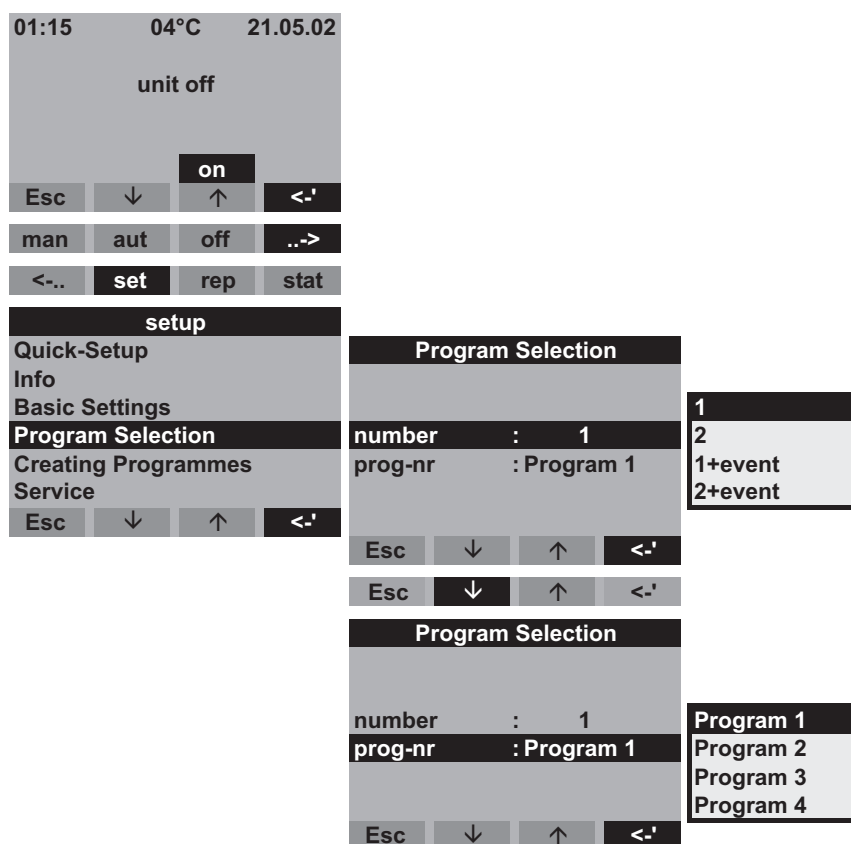 01:15 04°C 21.05.02
unit off
on
Esc ↓ ↑ <-'
man aut off ..->
<-.. set rep stat
setup
Quick-Setup
Info
Basic Settings
Program Selection
Creating Programmes
Service
Esc ↓ ↑ <-'
Program Selection
number : 1
prog-nr : Program 1
Esc ↓ ↑ <-'
1
2
1+event
2+event
Esc ↓ ↑ <-'
Program Selection
number : 1
prog-nr : Program 1
Esc ↓ ↑ <-'
Program 1
Program 2
Program 3
Program 4